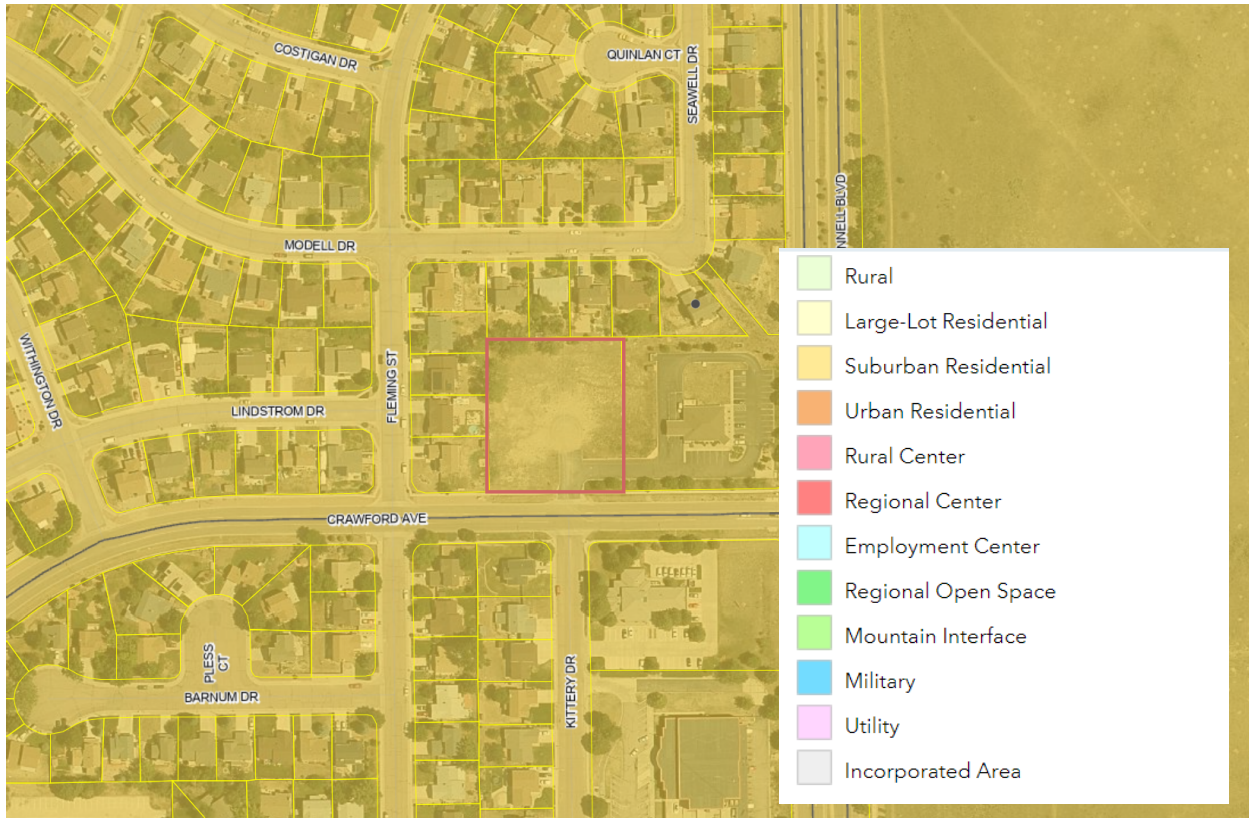 COSTIGAN DR
QUINLAN CT
SEAWELL DR
NNELL BLVD
MODELL DR
WITHINGTON DR
FLEMING ST
LINDSTROM DR
CRAWFORD AVE
PLESS
CT
BARNUM DR
KITTERY DR
Rural
Large-Lot Residential
Suburban Residential
Urban Residential
Rural Center
Regional Center
Employment Center
Regional Open Space
Mountain Interface
Military
Utility
Incorporated Area